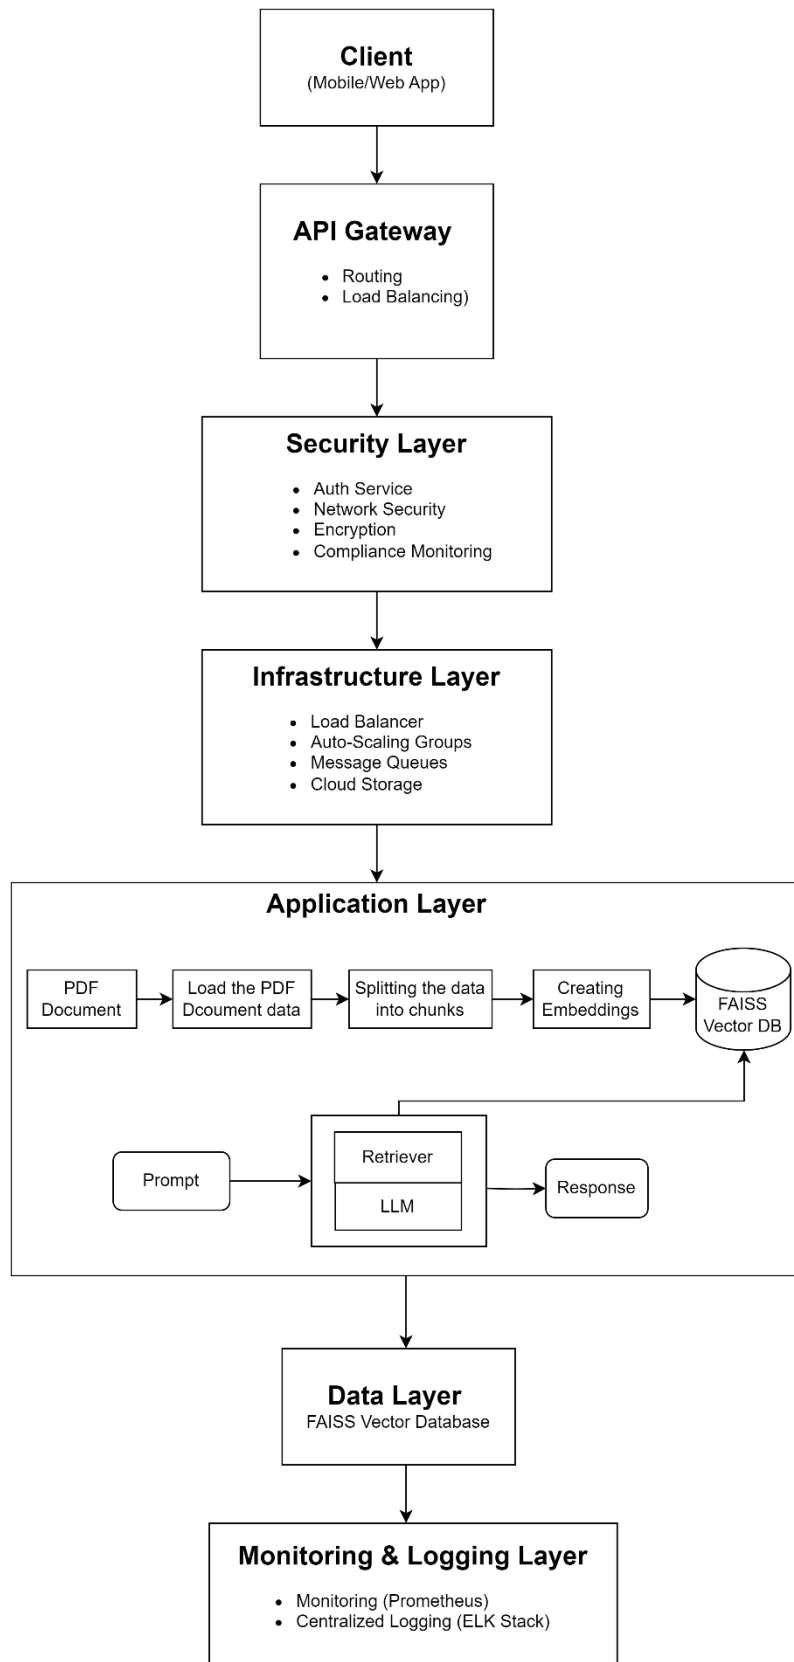 Client
(Mobile/Web App)
API Gateway
• Routing
• Load Balancing)
Security Layer
• Auth Service
• Network Security
• Encryption
• Compliance Monitoring
Infrastructure Layer
• Load Balancer
• Auto-Scaling Groups
• Message Queues
• Cloud Storage
Application Layer
PDF
Document
Load the PDF
Dcoument data
Splitting the data
into chunks
Creating
Embeddings
FAISS
Vector DB
Prompt
Retriever
LLM
Response
Data Layer
FAISS Vector Database
Monitoring & Logging Layer
• Monitoring (Prometheus)
• Centralized Logging (ELK Stack)